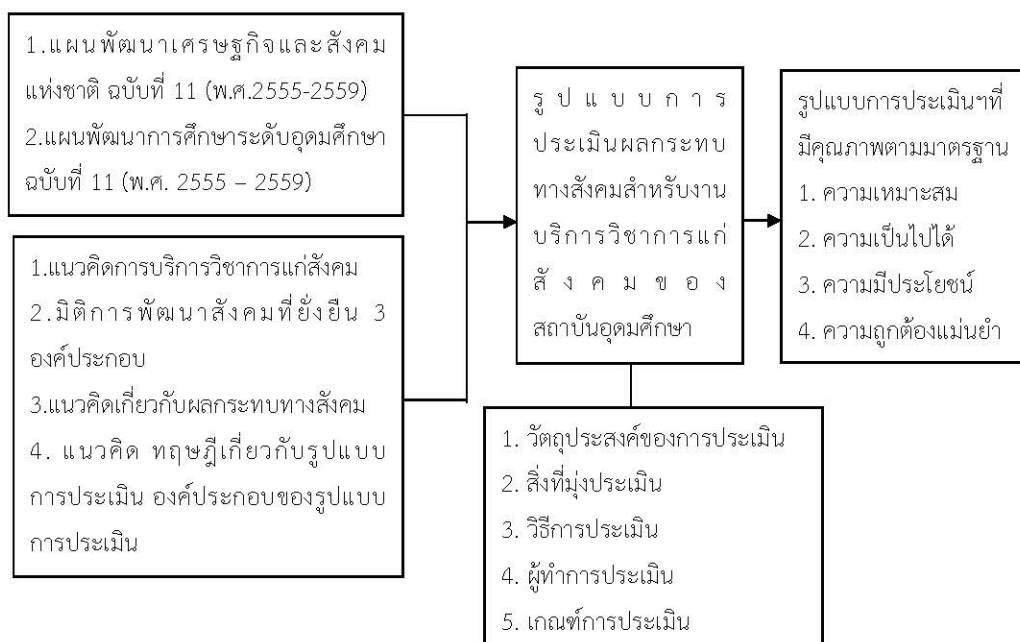 1.แผนพัฒนาเศรษฐกิจและสังคม
แห่งชาติ ฉบับที่ 11 (พ.ศ.2555-2559)
2.แผนพัฒนาการศึกษาระดับอุดมศึกษา
ฉบับที่ 11 (พ.ศ. 2555 – 2559)
1.แนวคิดการบริการวิชาการแก่สังคม
2.มิติการพัฒนาสังคมที่ยั่งยืน 3
องค์ประกอบ
3.แนวคิดเกี่ยวกับผลกระทบทางสังคม
4. แนวคิด ทฤษฎีเกี่ยวกับรูปแบบ
การประเมิน องค์ประกอบของรูปแบบ
การประเมิน
รูปแบบการ
ประเมินผลกระทบ
ทางสังคมสำหรับงาน
บริการวิชาการแก่
สังคมของ
สถาบันอุดมศึกษา
1. วัตถุประสงค์ของการประเมิน
2. สิ่งที่มุ่งประเมิน
3. วิธีการประเมิน
4. ผู้ทำการประเมิน
5. เกณฑ์การประเมิน
รูปแบบการประเมินฯที่
มีคุณภาพตามมาตรฐาน
1. ความเหมาะสม
2. ความเป็นไปได้
3. ความมีประโยชน์
4. ความถูกต้องแม่นยำ